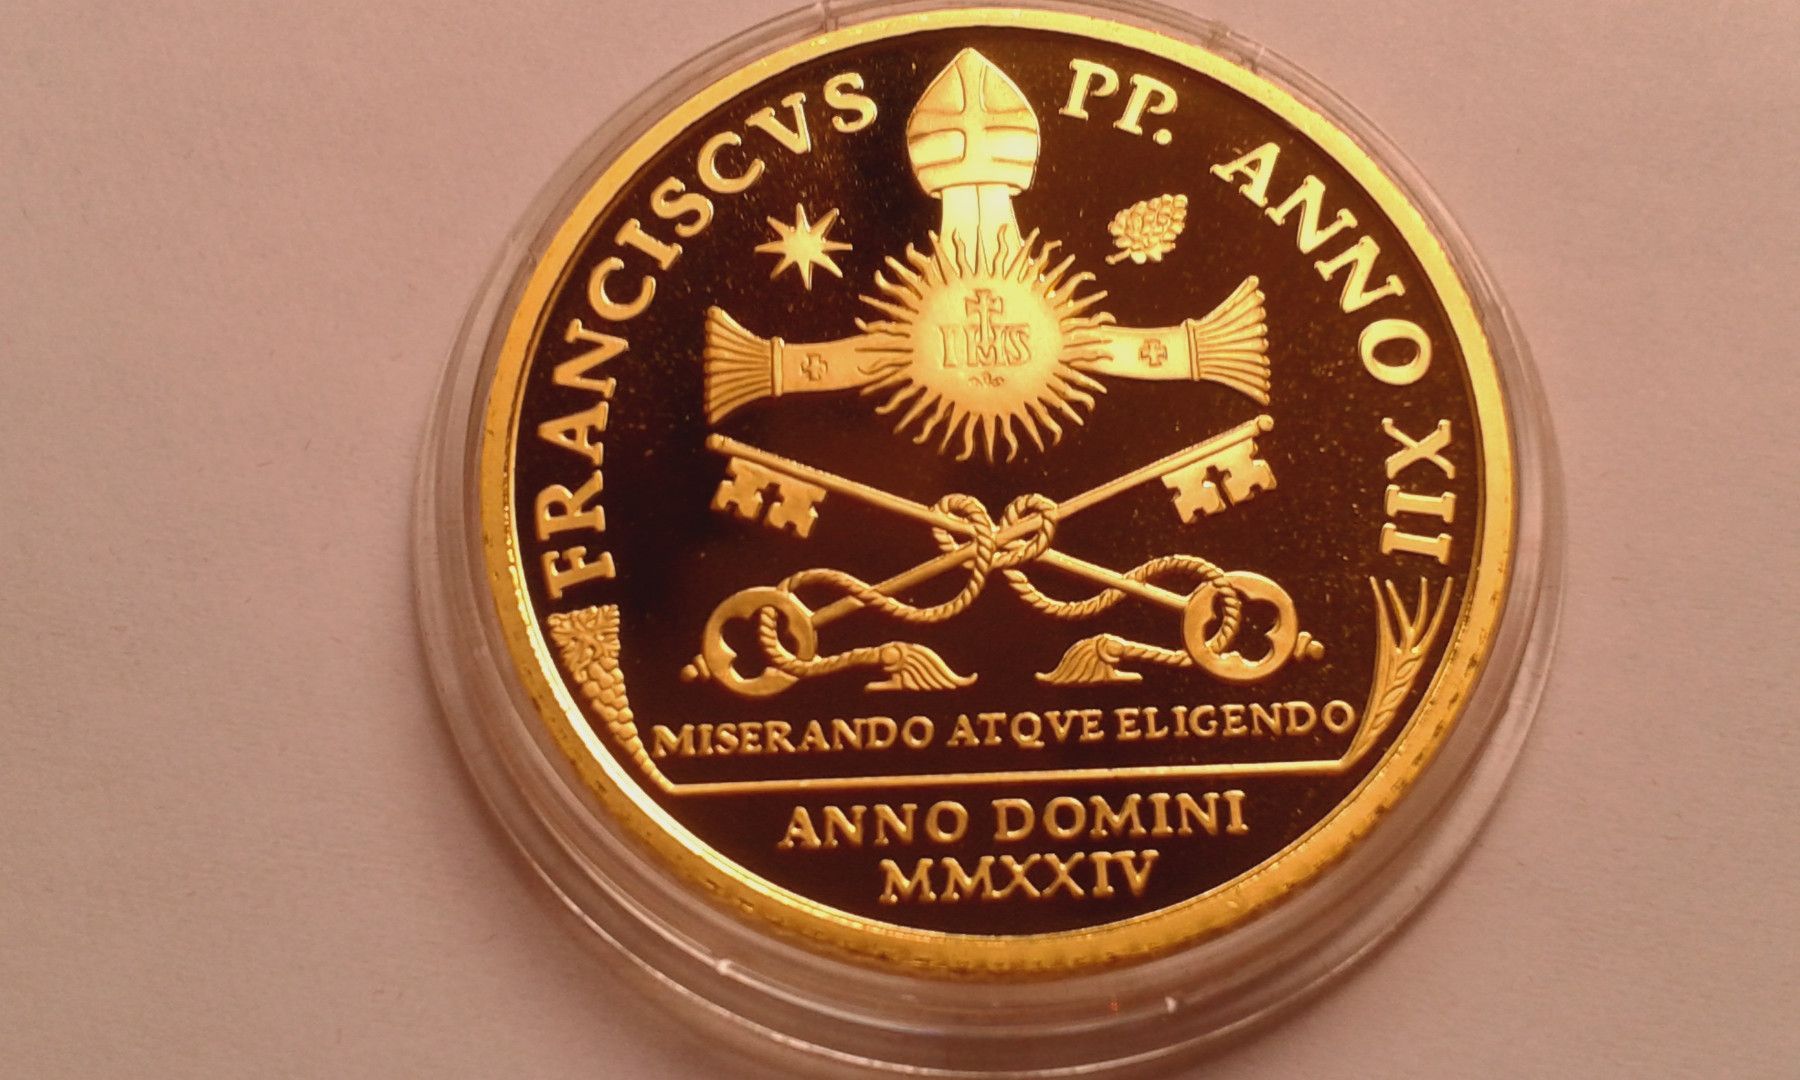 FRANCISCVS PP. ANNO XII
IHS
MISERANDO ATQVE ELIGENDO
ANNO DOMINI
MMXXIV